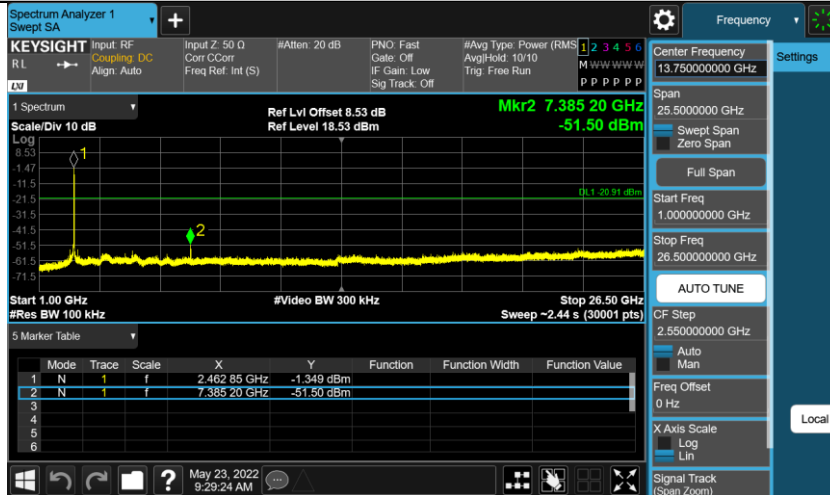 Spectrum Analyzer 1
Swept SA
+
Frequency
KEYSIGHT
RL
LXI
Input: RF
Coupling: DC
Align: Auto
Input Z: 50 Ω
Corr CCorr
Freq Ref: Int (S)
#Atten: 20 dB
PNO: Fast
Gate: Off
IF Gain: Low
Sig Track: Off
#Avg Type: Power (RMS
Avg|Hold: 10/10
Trig: Free Run
1 2 3 4 5 6
M W W W W W
P P P P P P
1 Spectrum
Scale/Div 10 dB
Ref Lvl Offset 8.53 dB
Ref Level 18.53 dBm
Mkr2 7.385 20 GHz
-51.50 dBm
Log
8.53
-1.47
-11.5
-21.5
-31.5
-41.5
-51.5
-61.5
-71.5
1
2
DL1 -20.91 dBm
Start 1.00 GHz
#Res BW 100 kHz
#Video BW 300 kHz
Stop 26.50 GHz
Sweep ~2.44 s (30001 pts)
5 Marker Table
Mode Trace Scale X Y Function Function Width Function Value
1 N 1 f 2.462 85 GHz -1.349 dBm
2 N 1 f 7.385 20 GHz -51.50 dBm
3
4
5
6
?
May 23, 2022
9:29:24 AM
Center Frequency
13.750000000 GHz
Settings
Span
25.5000000 GHz
Swept Span
Zero Span
Full Span
Start Freq
1.000000000 GHz
Stop Freq
26.500000000 GHz
AUTO TUNE
CF Step
2.550000000 GHz
Auto
Man
Freq Offset
0 Hz
Local
X Axis Scale
Log
Lin
Signal Track
(Span Zoom)